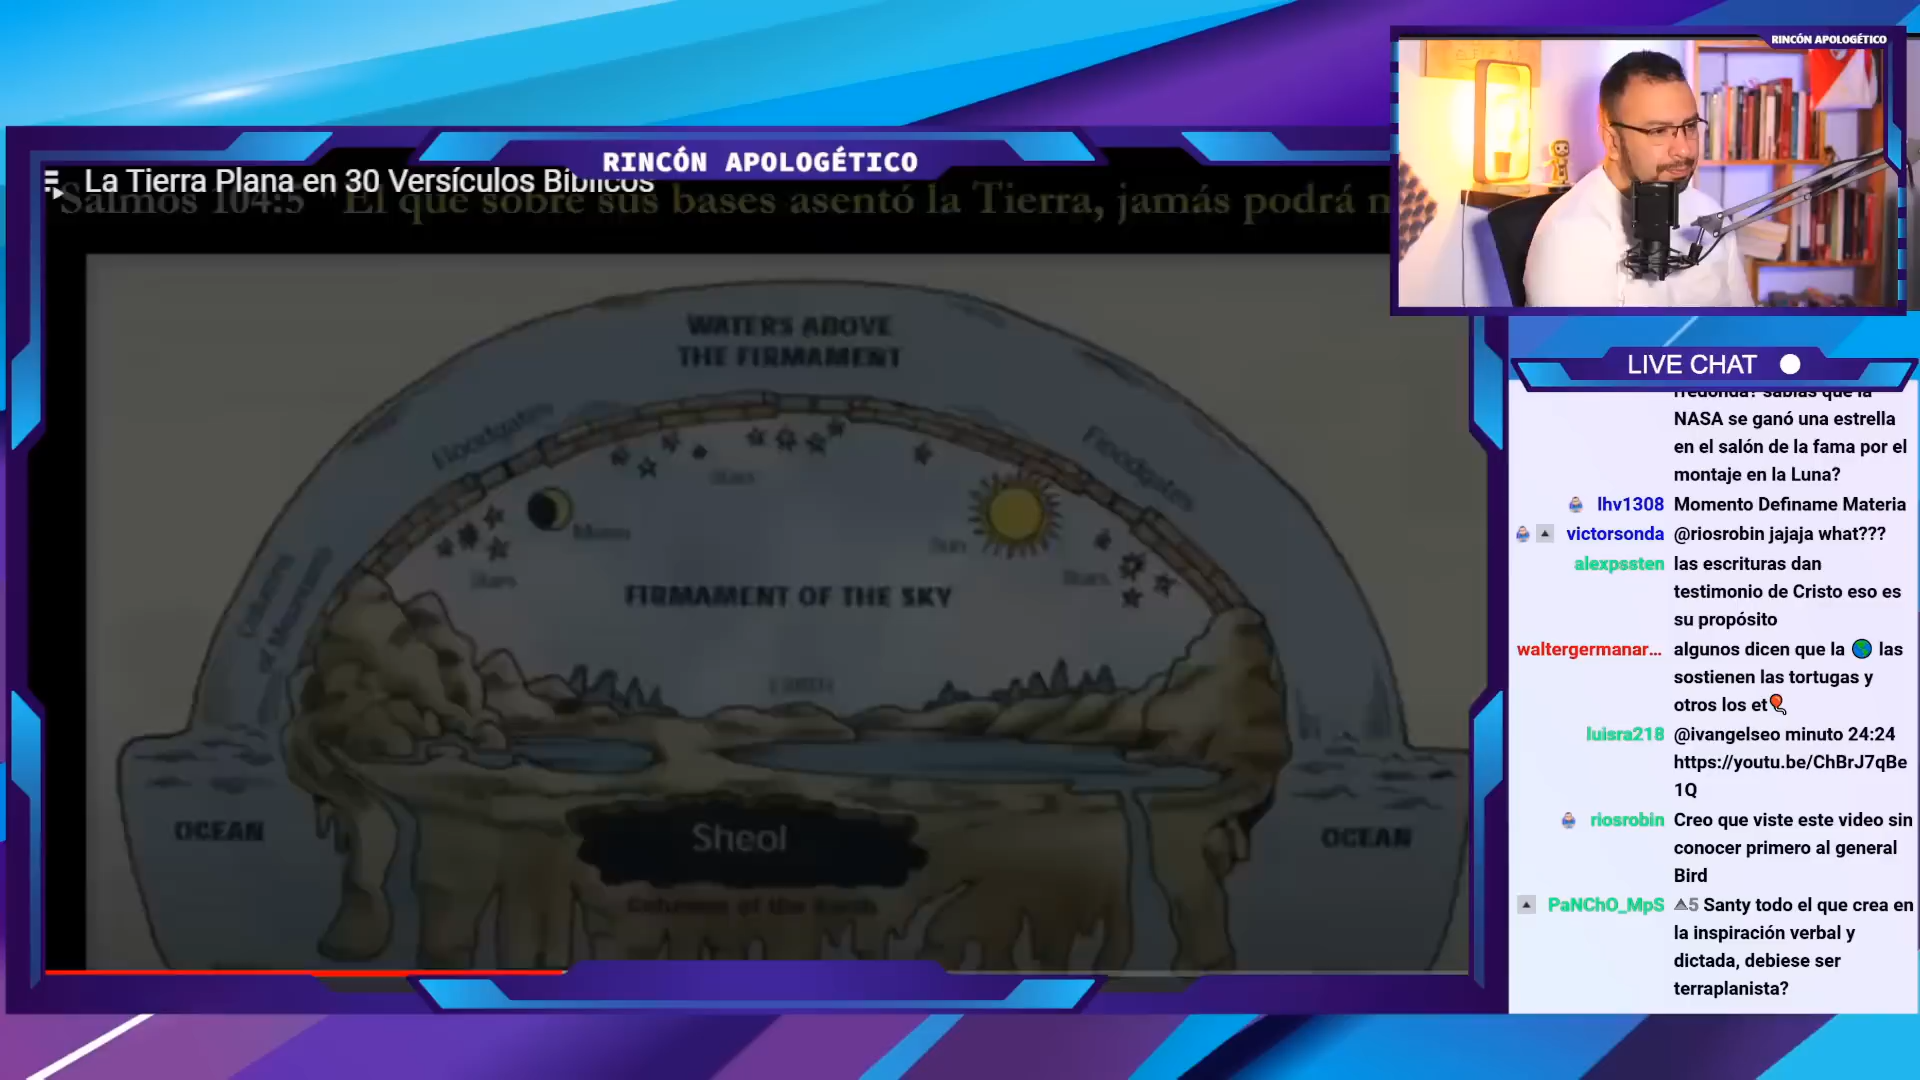 RINCÓN APOLOGÉTICO
RINCÓN APOLOGÉTICO
La Tierra Plana en 30 Versículos Bíblicos
Salmos 104:5 "El que sobre sus bases asentó la Tierra, jamás podrá
WATERS ABOVE
THE FIRMAMENT
Floodgates
Floodgates
Stars
Moon
Sun
Stars
Stars
FIRMAMENT OF THE SKY
EARTH
OCEAN
Sheol
OCEAN
Columns of the Earth
LIVE CHAT
rredonda? sabías que la
NASA se ganó una estrella
en el salón de la fama por el
montaje en la Luna?
lhv1308 Momento Definame Materia
victorsonda @riosrobin jajaja what???
alexpssten las escrituras dan
testimonio de Cristo eso es
su propósito
waltergermanar... algunos dicen que la 🌎 las
sostienen las tortugas y
otros los et🎈
luisra218 @ivangelseo minuto 24:24
https://youtu.be/ChBrJ7qBe
1Q
riosrobin Creo que viste este video sin
conocer primero al general
Bird
PaNChO_MpS 5 Santy todo el que crea en
la inspiración verbal y
dictada, debiese ser
terraplanista?